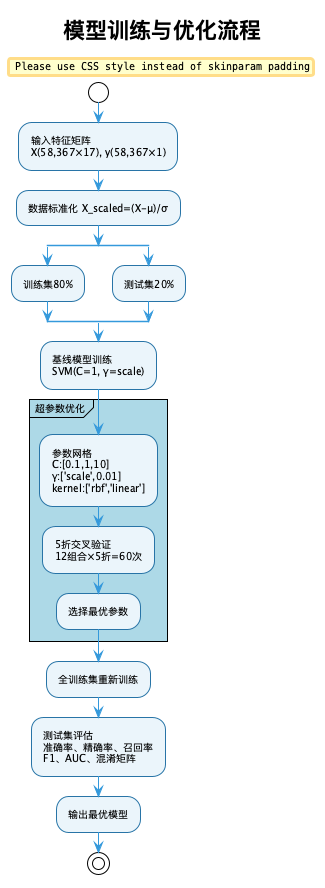 模型训练与优化流程
Please use CSS style instead of skinparam padding
输入特征矩阵
X(58,367×17), y(58,367×1)
数据标准化 X_scaled=(X-μ)/σ
训练集80%
测试集20%
基线模型训练
SVM(C=1, γ=scale)
超参数优化
参数网格
C:[0.1,1,10]
γ:['scale',0.01]
kernel:['rbf','linear']
5折交叉验证
12组合×5折=60次
选择最优参数
全训练集重新训练
测试集评估
准确率、精确率、召回率
F1、AUC、混淆矩阵
输出最优模型